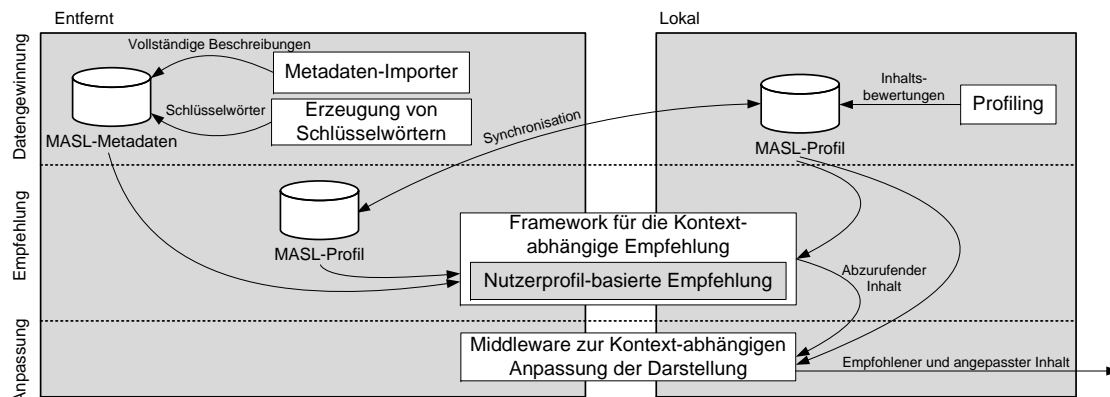 Entfernt
Lokal
Datengewinnung
Vollständige Beschreibungen
Metadaten-Importer
Schlüsselwörter
Erzeugung von
Schlüsselwörtern
MASL-Metadaten
Synchronisation
Inhalts-
bewertungen
Profiling
MASL-Profil
Empfehlung
MASL-Profil
Framework für die Kontext-
abhängige Empfehlung
Nutzerprofil-basierte Empfehlung
Abzurufender
Inhalt
Anpassung
Middleware zur Kontext-abhängigen
Anpassung der Darstellung
Empfohlener und angepasster Inhalt